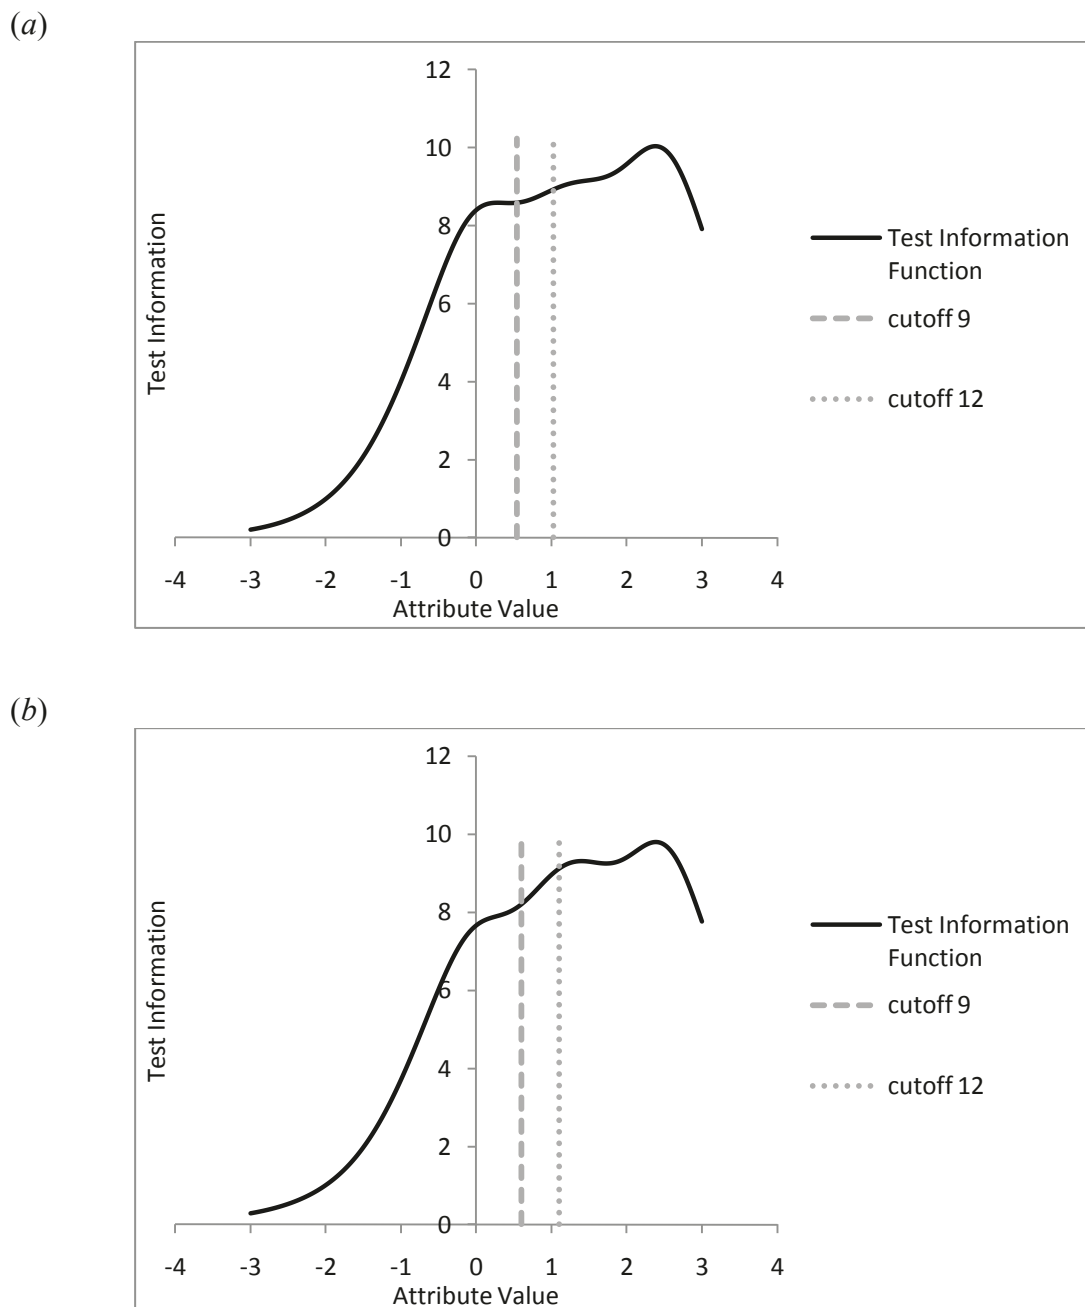 (a)
12
10
8
6
4
2
0
-4 -3 -2 -1 0 1 2 3 4
Test Information
Attribute Value
Test Information
Function
cutoff 9
cutoff 12
(b)
12
10
8
6
4
2
0
-4 -3 -2 -1 0 1 2 3 4
Test Information
Attribute Value
Test Information
Function
cutoff 9
cutoff 12